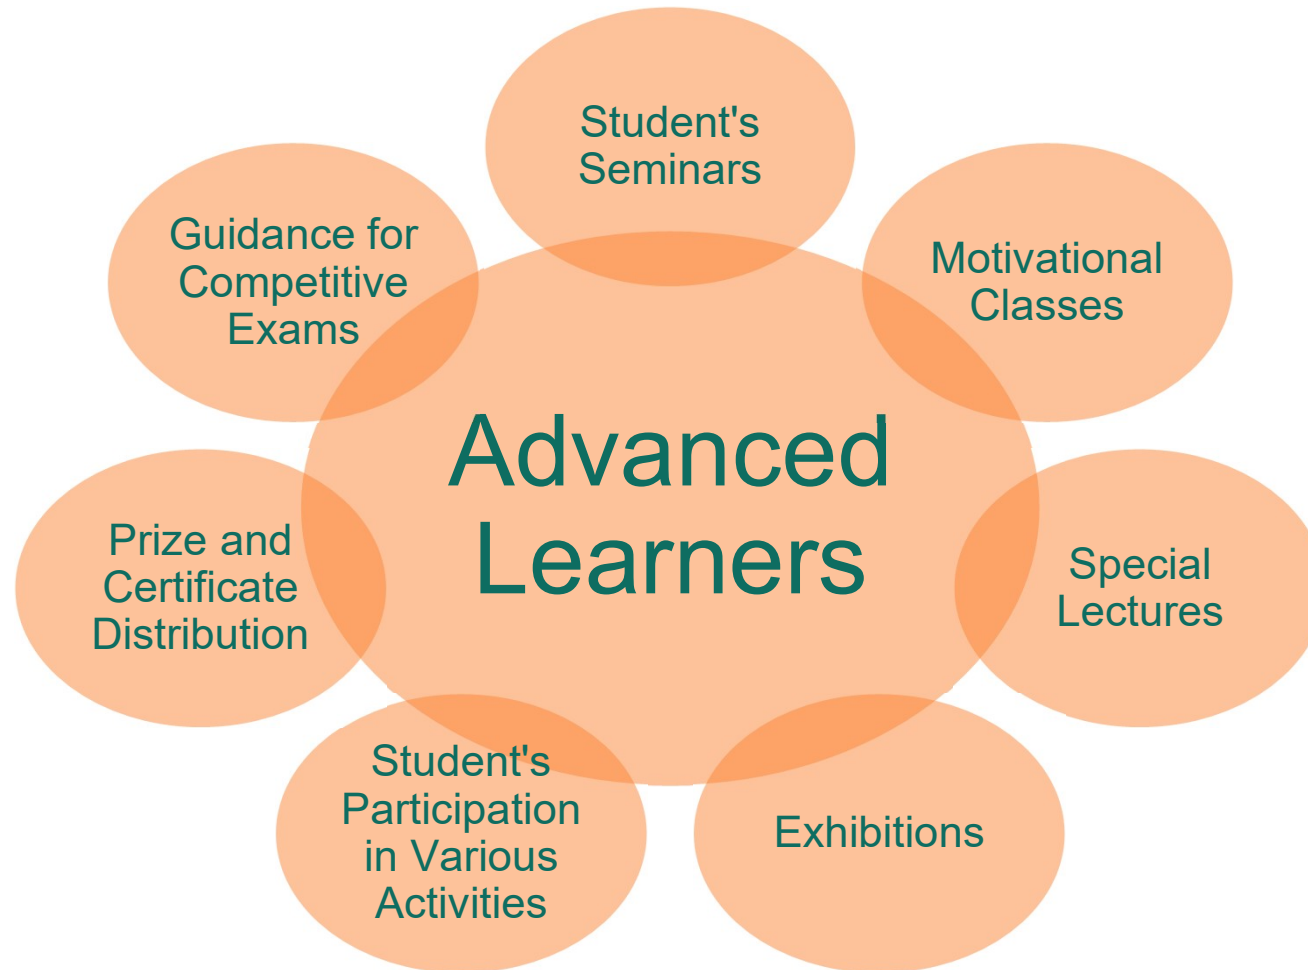 Student's
Seminars
Motivational
Classes
Special
Lectures
Exhibitions
Student's
Participation
in Various
Activities
Prize and
Certificate
Distribution
Guidance for
Competitive
Exams
Advanced
Learners